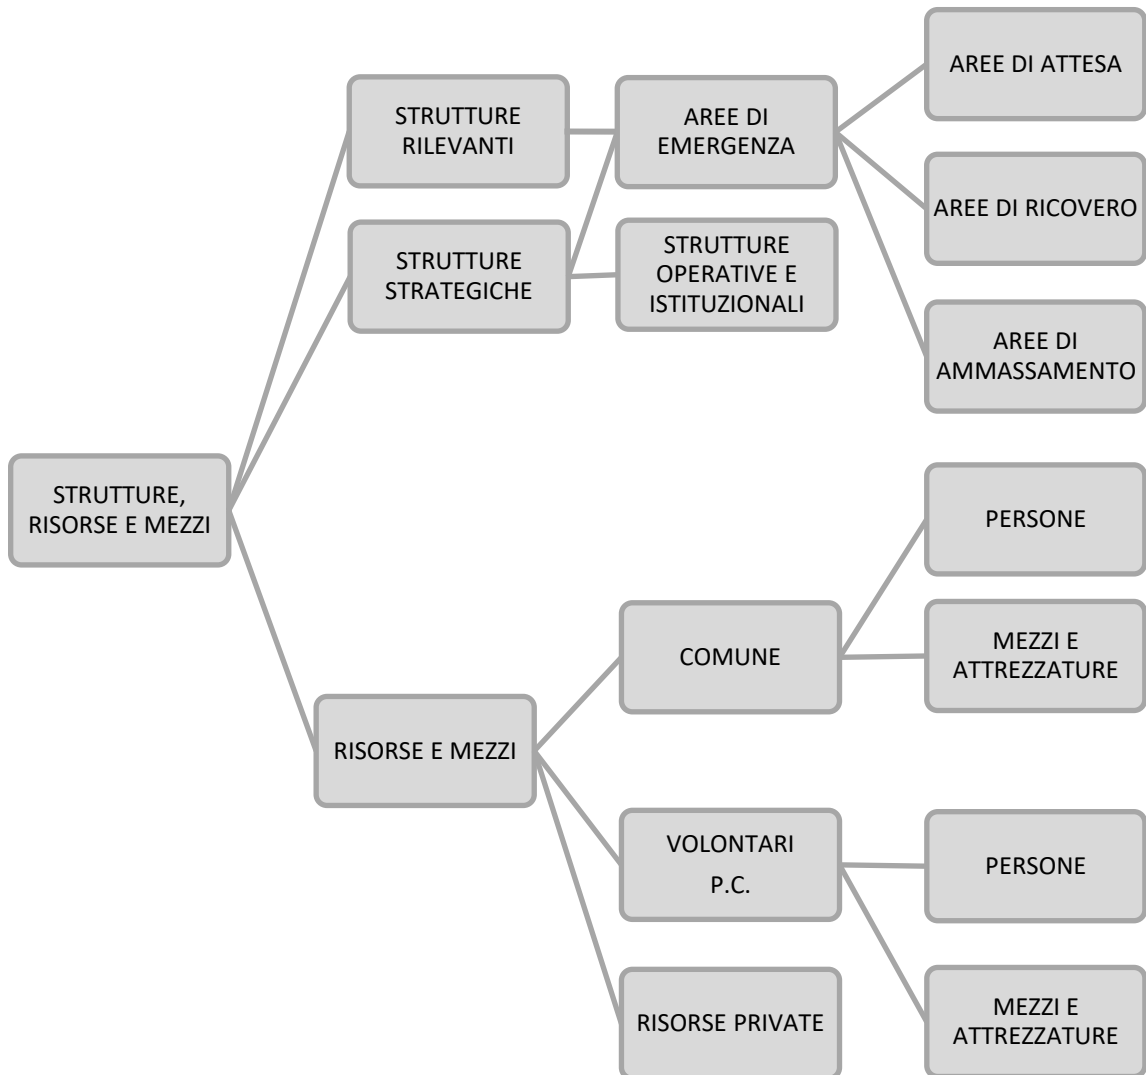 AREE DI ATTESA
STRUTTURE
RILEVANTI
AREE DI
EMERGENZA
AREE DI RICOVERO
STRUTTURE
STRATEGICHE
STRUTTURE
OPERATIVE E
ISTITUZIONALI
AREE DI
AMMASSAMENTO
STRUTTURE,
RISORSE E MEZZI
PERSONE
COMUNE
MEZZI E
ATTREZZATURE
RISORSE E MEZZI
VOLONTARI
P.C.
PERSONE
RISORSE PRIVATE
MEZZI E
ATTREZZATURE